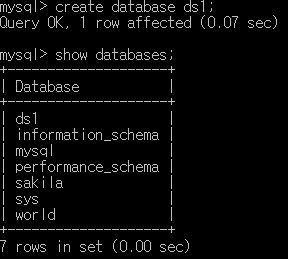 mysql> create database ds1;
Query OK, 1 row affected (0.07 sec)
mysql> show databases;
+--------------------+
| Database           |
+--------------------+
| ds1                |
| information_schema |
| mysql              |
| performance_schema |
| sakila             |
| sys                |
| world              |
+--------------------+
7 rows in set (0.00 sec)